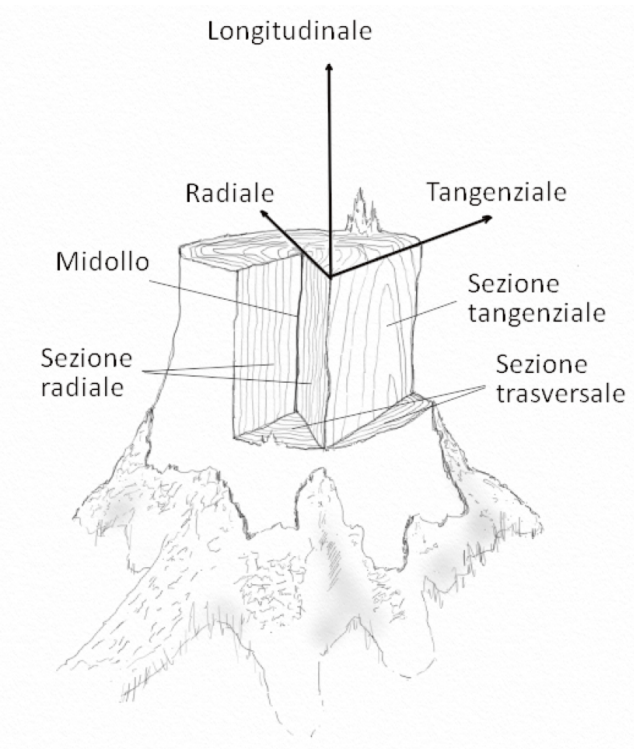 Longitudinale
Radiale
Tangenziale
Midollo
Sezione
tangenziale
Sezione
radiale
Sezione
trasversale